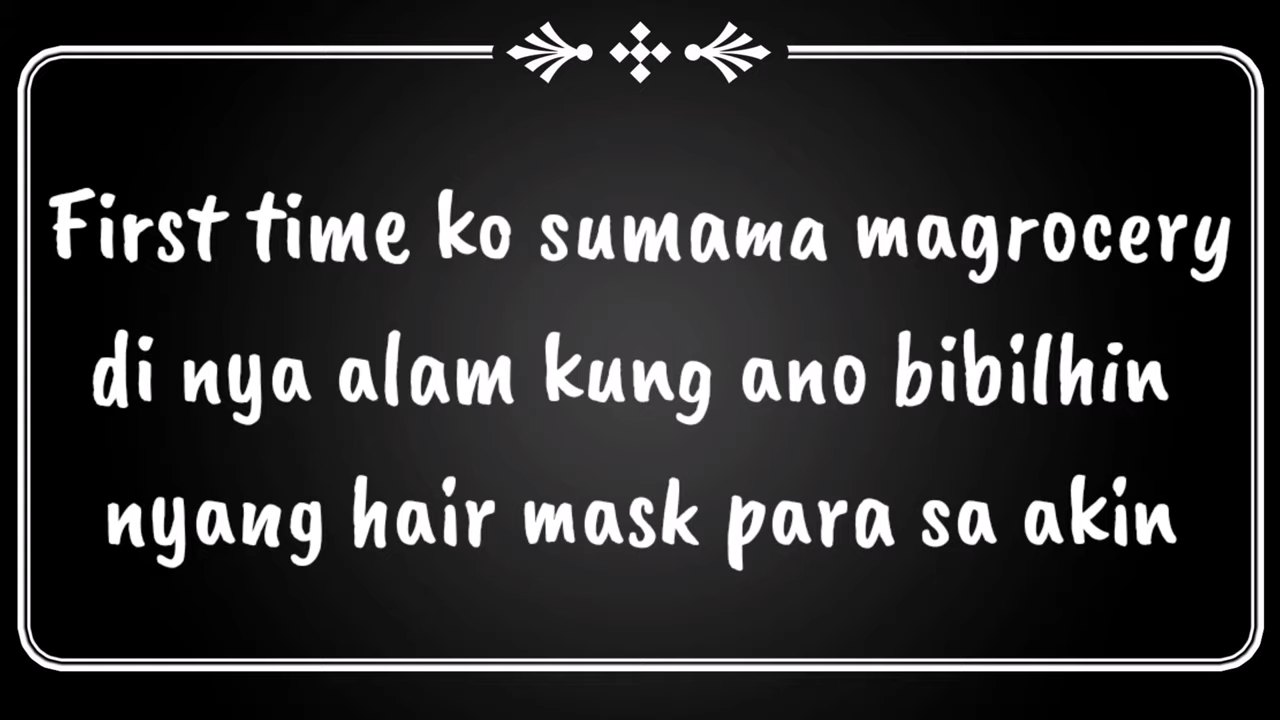 First time ko sumama magrocery
di nya alam kung ano bibilhin
nyang hair mask para sa akin